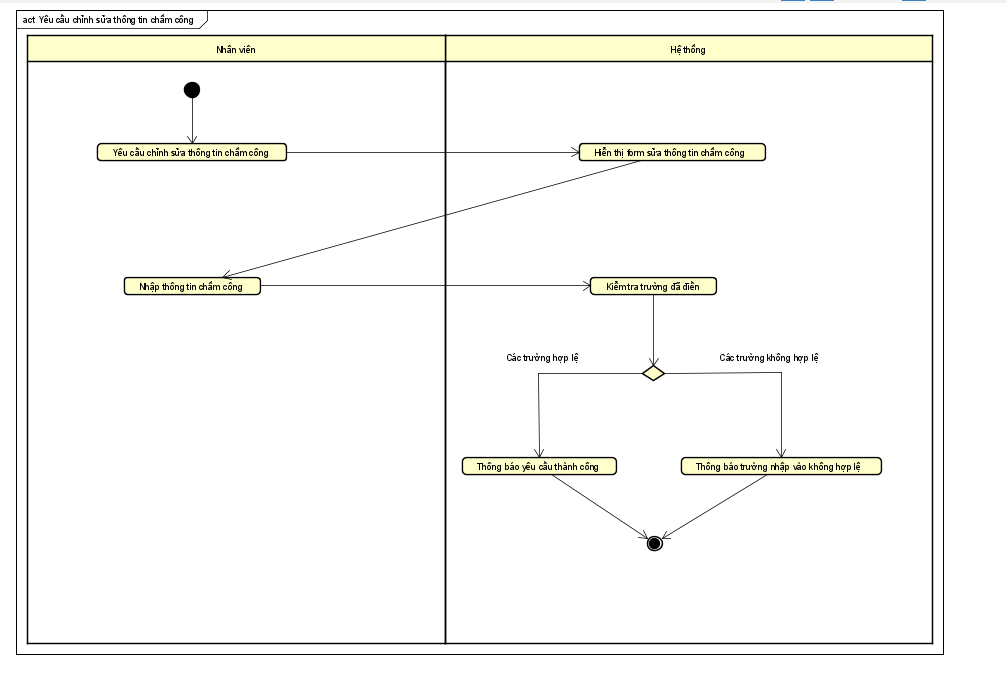 act Yêu cầu chỉnh sửa thông tin chấm công
Nhân viên
Hệ thống
Yêu cầu chỉnh sửa thông tin chấm công
Hiển thị form sửa thông tin chấm công
Nhập thông tin chấm công
Kiểm tra trường đã điền
Các trường hợp lệ
Các trường không hợp lệ
Thông báo yêu cầu thành công
Thông báo trường nhập vào không hợp lệ